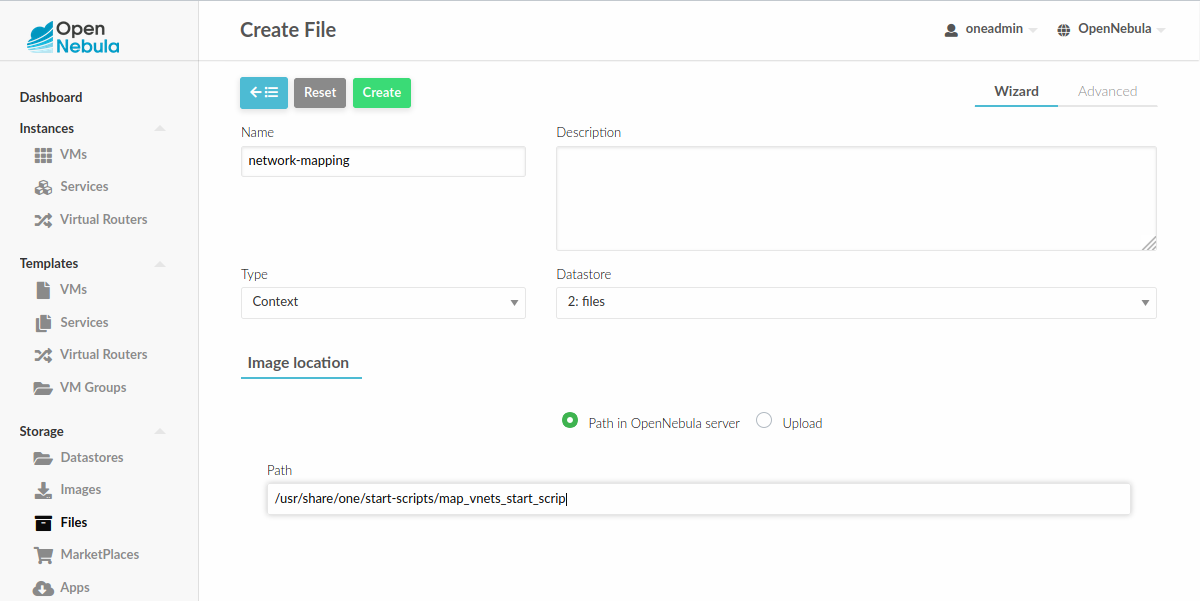 Open
Nebula
Create File
oneadmin
OpenNebula
Dashboard
Instances
VMs
Services
Virtual Routers
Templates
VMs
Services
Virtual Routers
VM Groups
Storage
Datastores
Images
Files
MarketPlaces
Apps
Reset
Create
Wizard
Advanced
Name
Description
network-mapping
Type
Datastore
Context
2: files
Image location
Path in OpenNebula server
Upload
Path
/usr/share/one/start-scripts/map_vnets_start_scrip